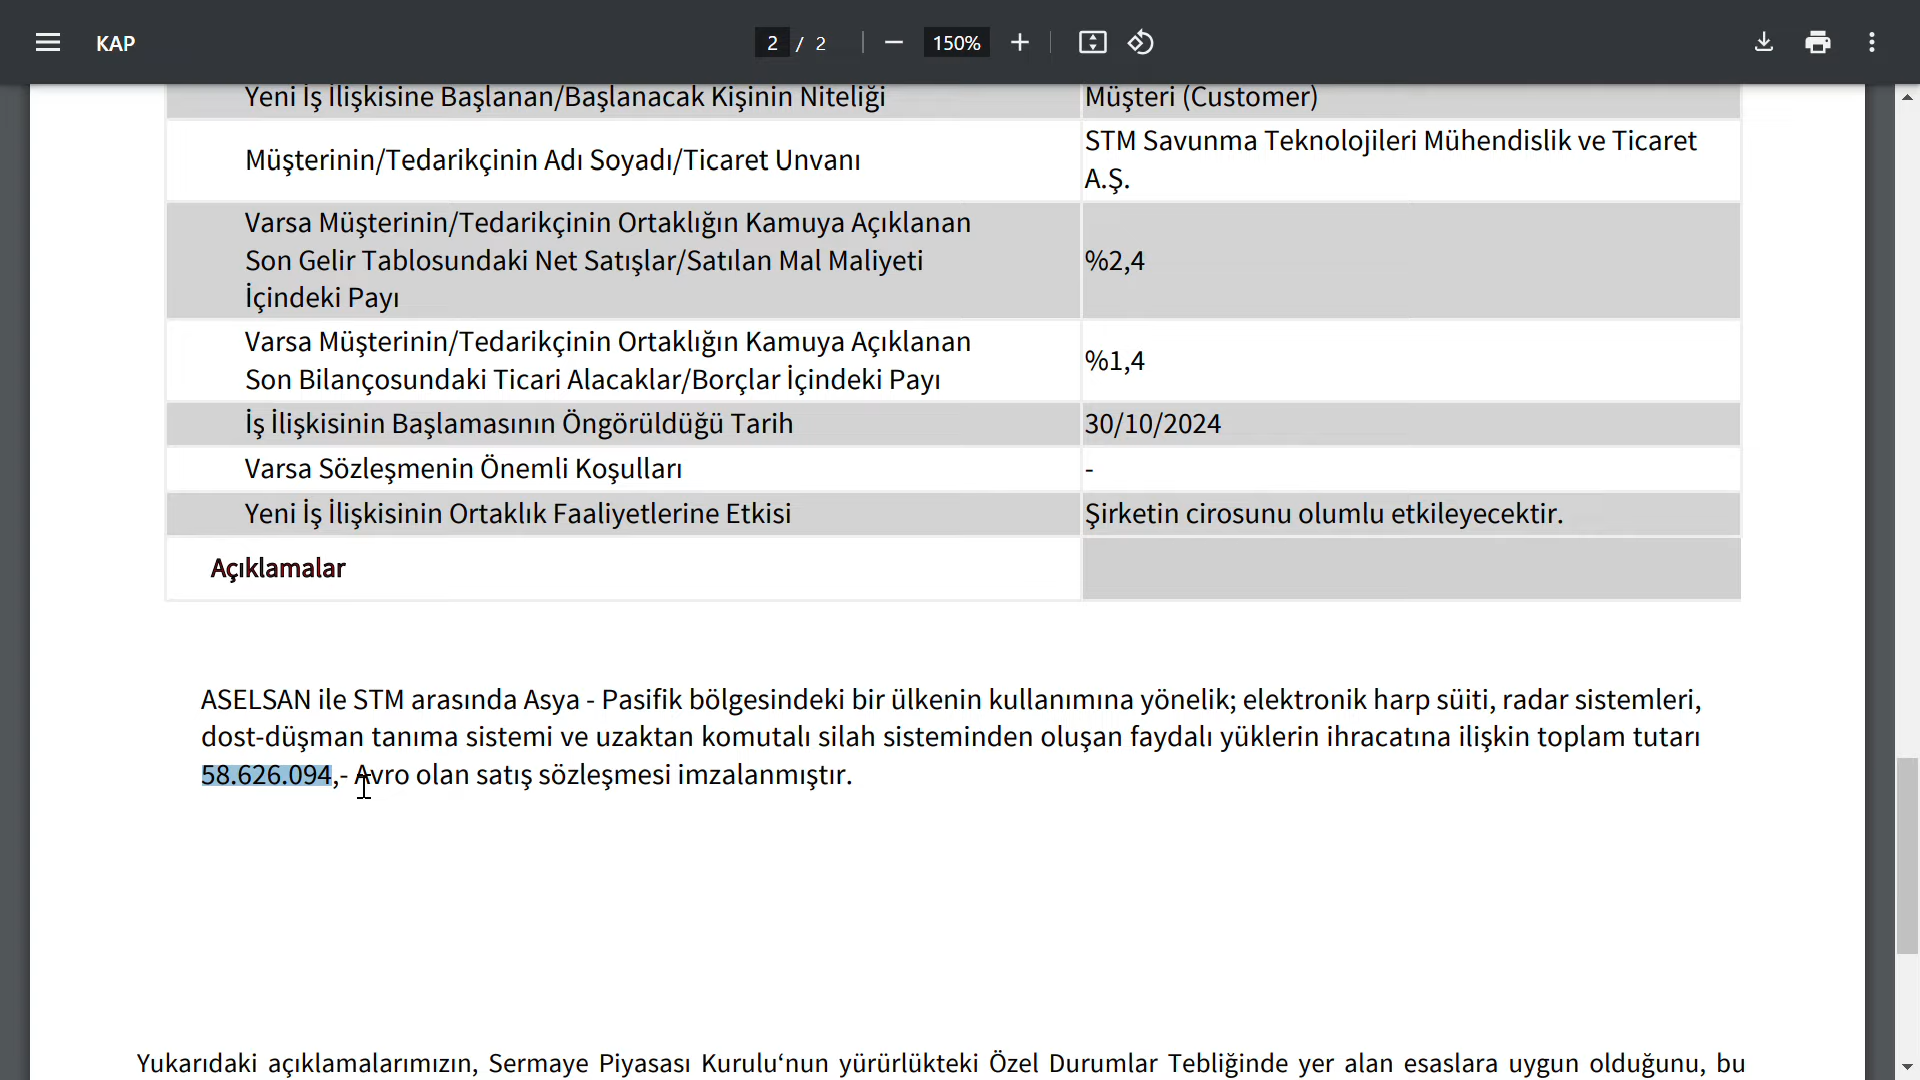 KAP
2 / 2
150%
Yeni İş İlişkisine Başlanan/Başlanacak Kişinin Niteliği
Müşteri (Customer)
Müşterinin/Tedarikçinin Adı Soyadı/Ticaret Unvanı
STM Savunma Teknolojileri Mühendislik ve Ticaret
A.Ş.
Varsa Müşterinin/Tedarikçinin Ortaklığın Kamuya Açıklanan
Son Gelir Tablosundaki Net Satışlar/Satılan Mal Maliyeti
İçindeki Payı
%2,4
Varsa Müşterinin/Tedarikçinin Ortaklığın Kamuya Açıklanan
Son Bilançosundaki Ticari Alacaklar/Borçlar İçindeki Payı
%1,4
İş İlişkisinin Başlamasının Öngörüldüğü Tarih
30/10/2024
Varsa Sözleşmenin Önemli Koşulları
-
Yeni İş İlişkisinin Ortaklık Faaliyetlerine Etkisi
Şirketin cirosunu olumlu etkileyecektir.
Açıklamalar
ASELSAN ile STM arasında Asya - Pasifik bölgesindeki bir ülkenin kullanımına yönelik; elektronik harp süiti, radar sistemleri,
dost-düşman tanıma sistemi ve uzaktan komutalı silah sisteminden oluşan faydalı yüklerin ihracatına ilişkin toplam tutarı
58.626.094,- Avro olan satış sözleşmesi imzalanmıştır.
Yukarıdaki açıklamalarımızın, Sermaye Piyasası Kurulu‘nun yürürlükteki Özel Durumlar Tebliğinde yer alan esaslara uygun olduğunu, bu